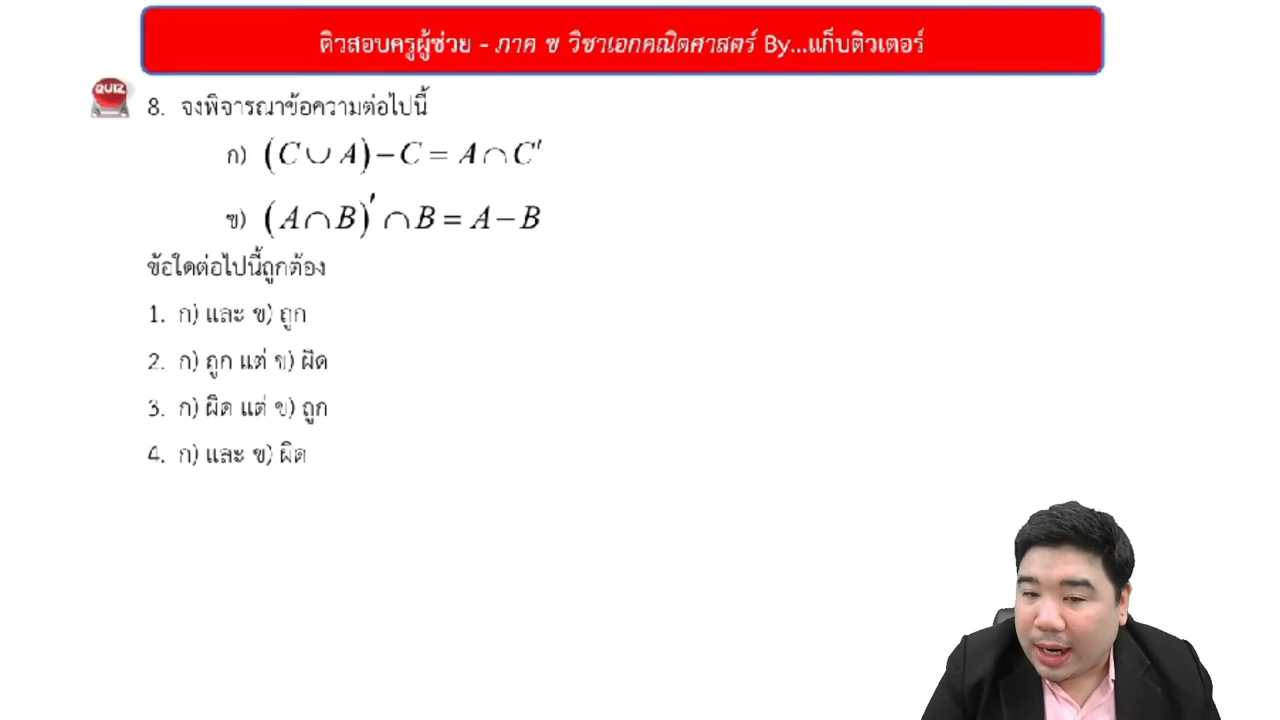 ติวสอบครูผู้ช่วย - ภาค ข วิชาเอกคณิตศาสตร์ By...แก็บติวเตอร์
QUIZ
8. จงพิจารณาข้อความต่อไปนี้
ก) (C ∪ A) − C = A ∩ C′
ข) (A ∩ B)′ ∩ B = A − B
ข้อใดต่อไปนี้ถูกต้อง
1. ก) และ ข) ถูก
2. ก) ถูก แต่ ข) ผิด
3. ก) ผิด แต่ ข) ถูก
4. ก) และ ข) ผิด